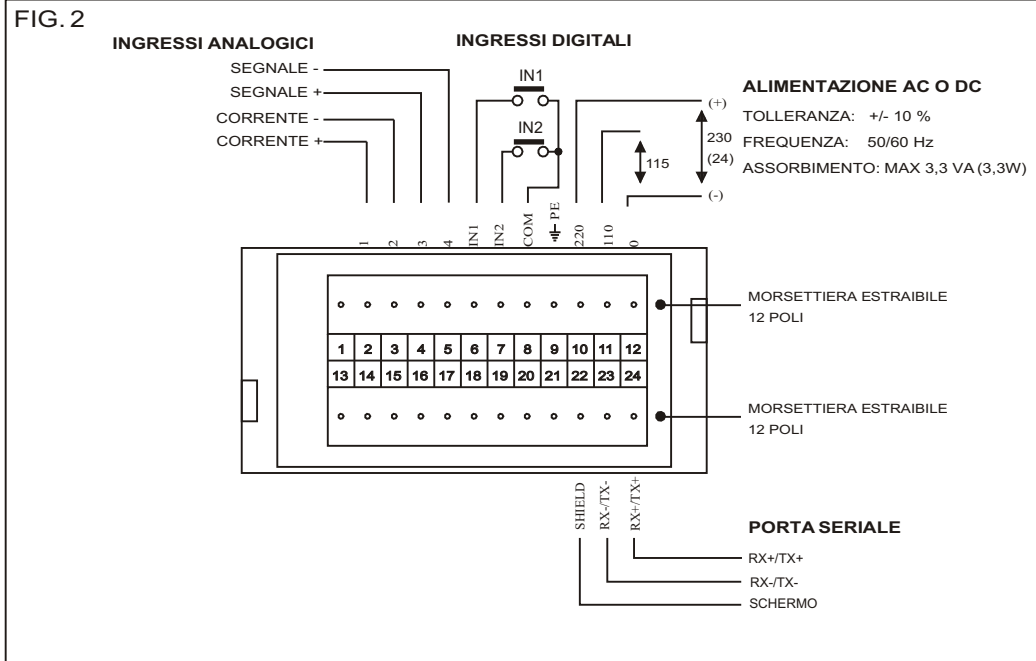 FIG. 2
INGRESSI ANALOGICI
INGRESSI DIGITALI
SEGNALE -
SEGNALE +
CORRENTE -
CORRENTE +
IN1
IN2
ALIMENTAZIONE AC O DC
TOLLERANZA: +/- 10 %
FREQUENZA: 50/60 Hz
ASSORBIMENTO: MAX 3,3 VA (3,3W)
(+)
230
(24)
115
(-)
1
2
3
4
IN1
IN2
COM
PE
220
110
0
MORSETTIERA ESTRAIBILE
12 POLI
1 2 3 4 5 6 7 8 9 10 11 12
13 14 15 16 17 18 19 20 21 22 23 24
MORSETTIERA ESTRAIBILE
12 POLI
SHIELD
RX-/TX-
RX+/TX+
PORTA SERIALE
RX+/TX+
RX-/TX-
SCHERMO